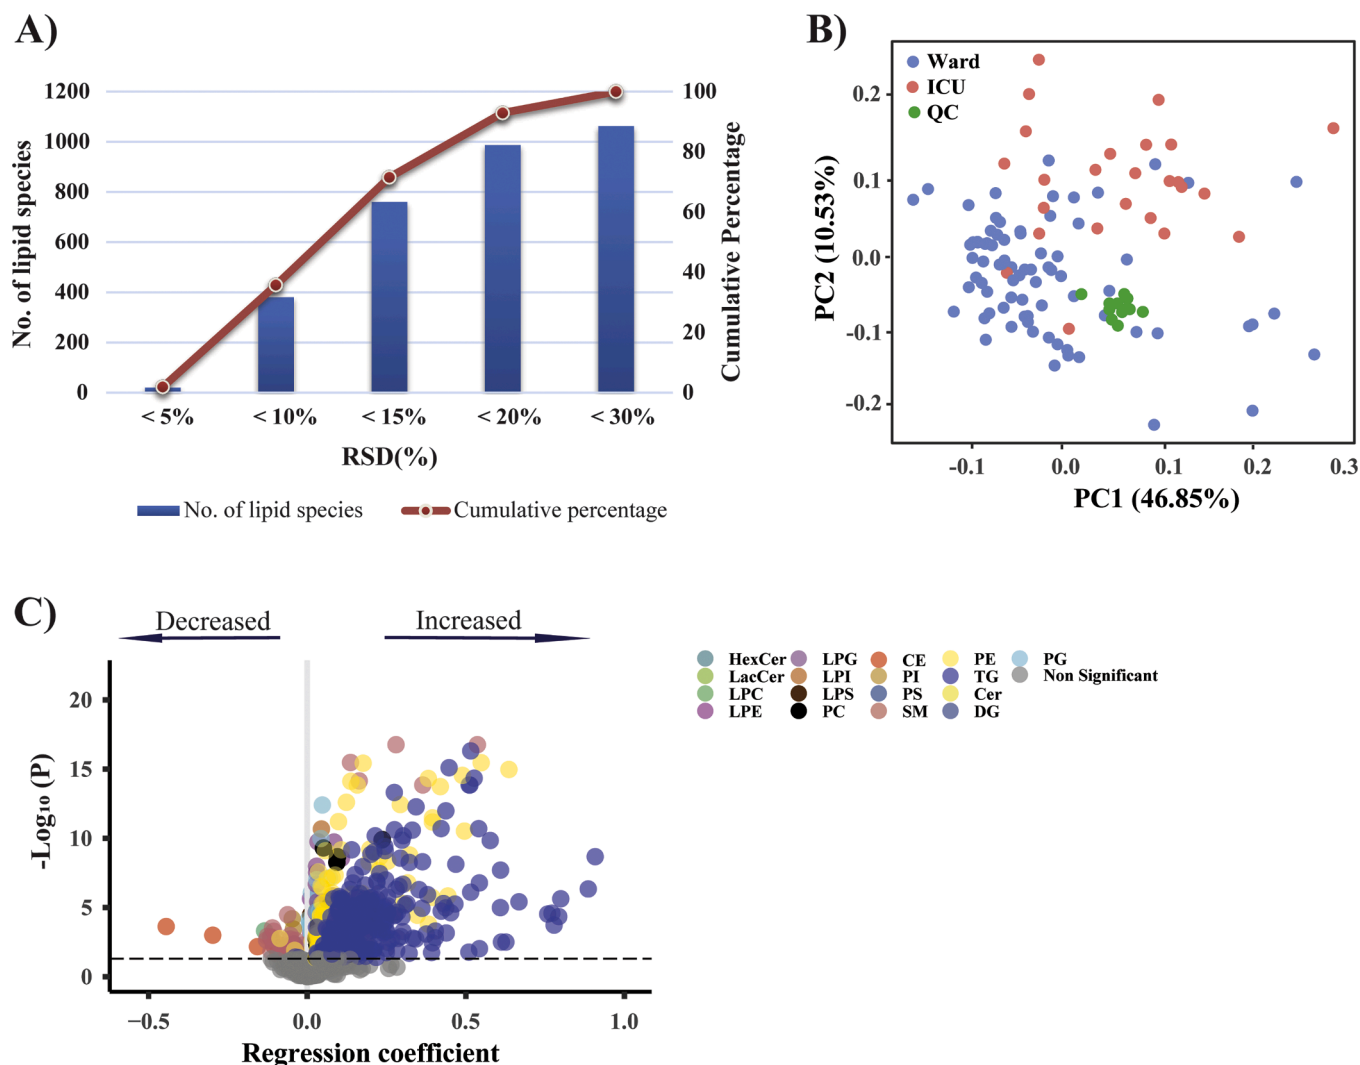 A)
1200
1000
800
600
400
200
0
No. of lipid species
100
80
60
40
20
0
Cumulative Percentage
< 5%
< 10%
< 15%
< 20%
< 30%
RSD(%)
No. of lipid species
Cumulative percentage
B)
Ward
ICU
QC
0.2
0.1
0.0
-0.1
-0.2
PC2 (10.53%)
-0.1
0.0
0.1
0.2
0.3
PC1 (46.85%)
C)
Decreased
Increased
20
15
10
5
0
-Log₁₀ (P)
−0.5
0.0
0.5
1.0
Regression coefficient
HexCer
LacCer
LPC
LPE
LPG
LPI
LPS
PC
CE
PI
PS
SM
PE
TG
Cer
DG
PG
Non Significant